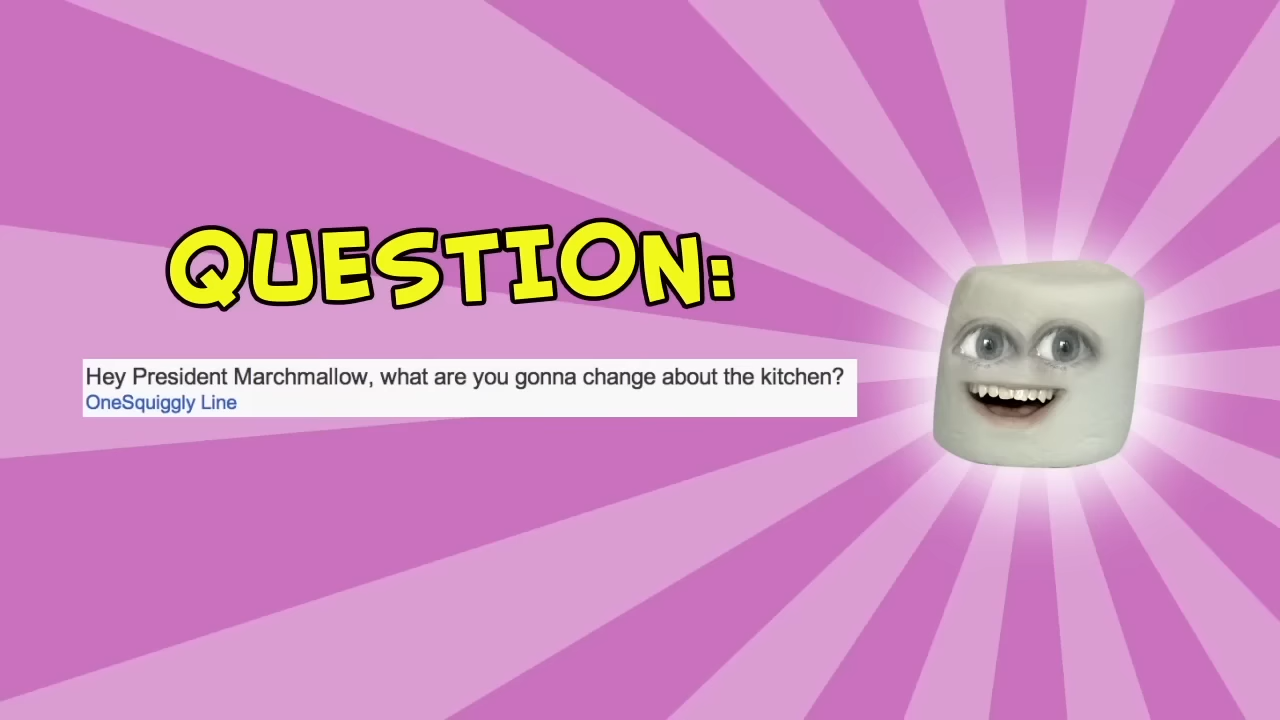 QUESTION:
Hey President Marchmallow, what are you gonna change about the kitchen?
OneSquiggly Line